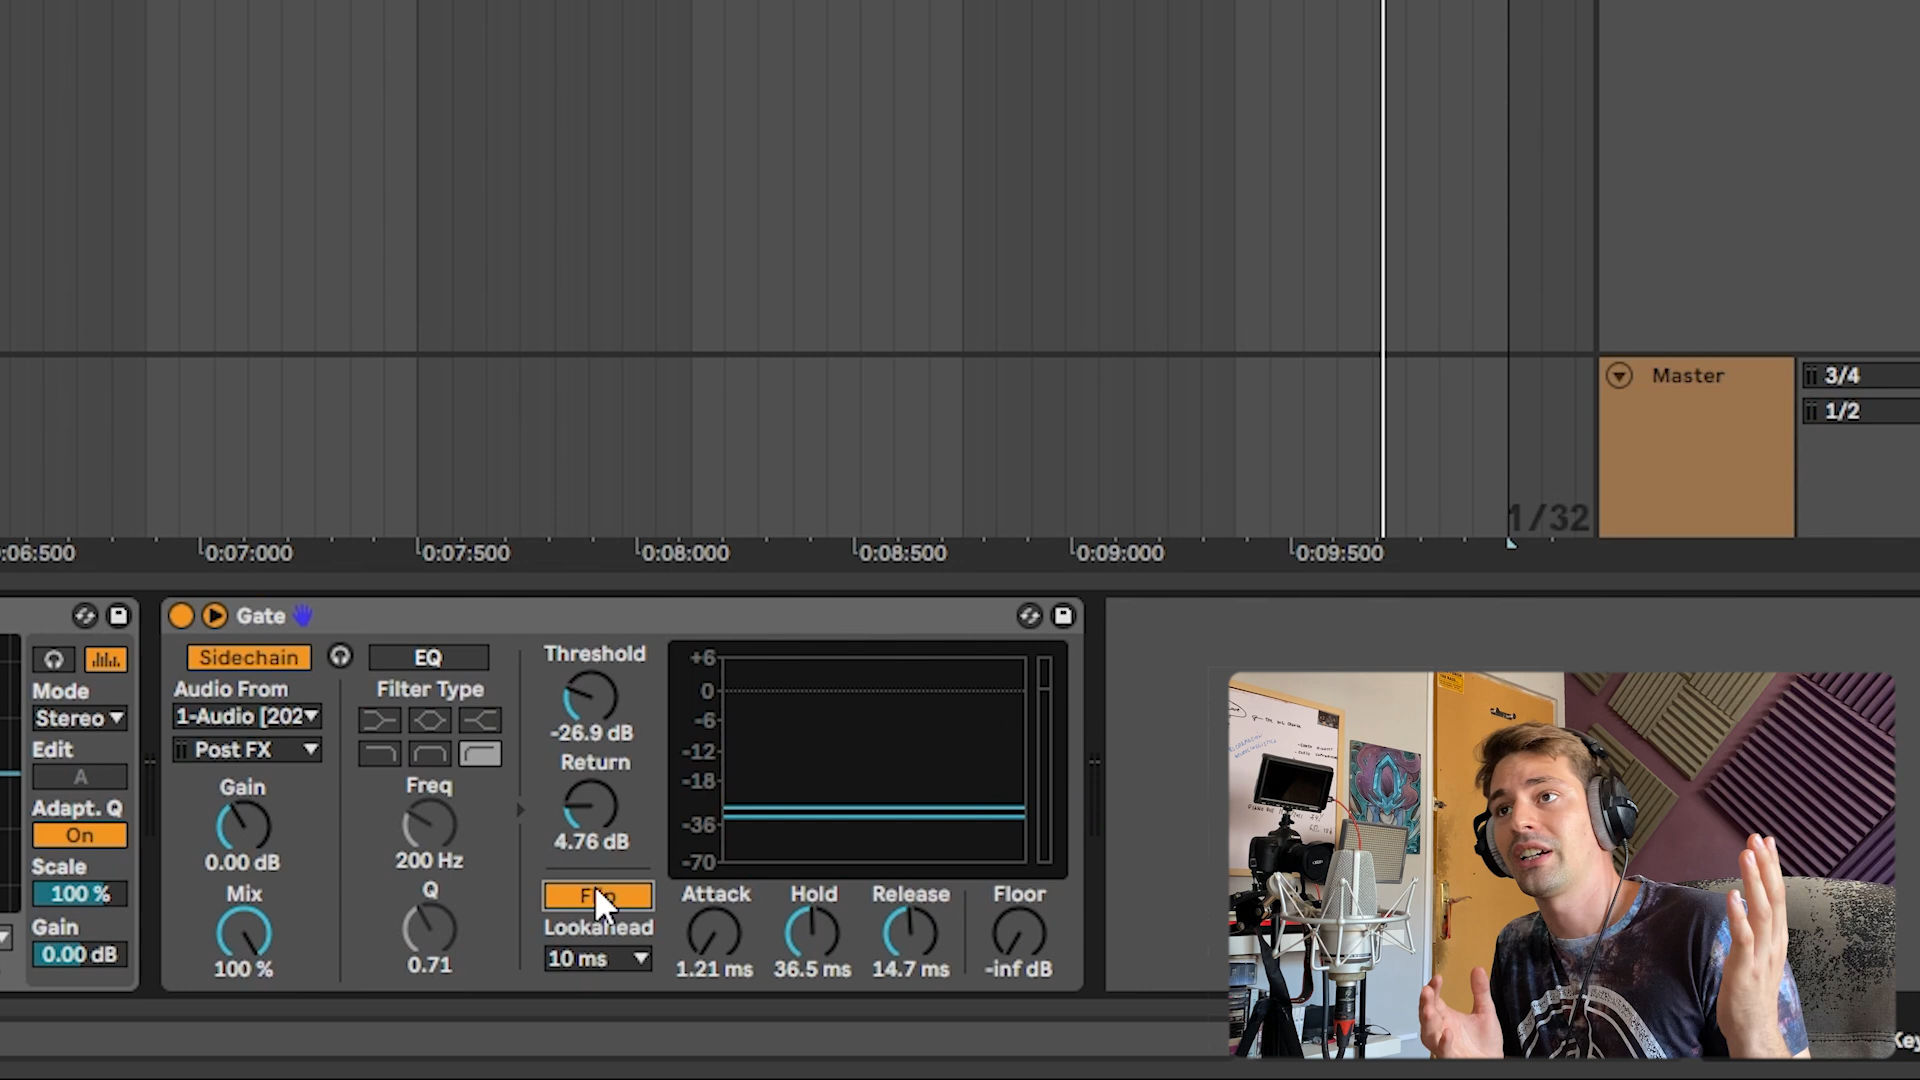 Master
3/4
1/2
1/32
:06:500
0:07:000
0:07:500
0:08:000
0:08:500
0:09:000
0:09:500
Mode
Stereo
Edit
A
Adapt. Q
On
Scale
100 %
Gain
0.00 dB
Gate
Sidechain
Audio From
1-Audio [202
Post FX
Gain
0.00 dB
Mix
100 %
EQ
Filter Type
Freq
200 Hz
Q
0.71
Threshold
-26.9 dB
Return
4.76 dB
Lookahead
10 ms
+6
0
-6
-12
-18
-36
-70
Attack
1.21 ms
Hold
36.5 ms
Release
14.7 ms
Floor
-inf dB
Key